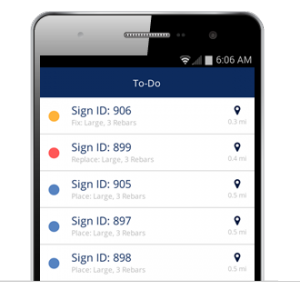 6:06 AM
To-Do
Sign ID: 906
Fix: Large, 3 Rebars
0.3 mi
Sign ID: 899
Replace: Large, 3 Rebars
0.4 mi
Sign ID: 905
Place: Large, 3 Rebars
0.5 mi
Sign ID: 897
Place: Large, 3 Rebars
0.5 mi
Sign ID: 898
Place: Large, 3 Rebars
0.5 mi